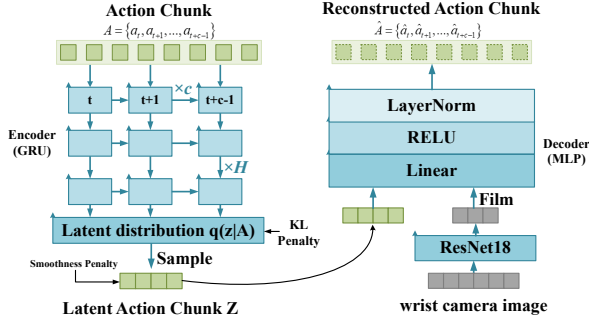 Action Chunk
A = {a_t, a_{t+1}, ..., a_{t+c-1}}
t
t+1
×c
t+c-1
Encoder
(GRU)
×H
Latent distribution q(z|A)
KL
Penalty
Sample
Smoothness Penalty
Latent Action Chunk Z
Reconstructed Action Chunk
Â = {â_t, â_{t+1}, ..., â_{t+c-1}}
LayerNorm
RELU
Linear
Decoder
(MLP)
Film
ResNet18
wrist camera image